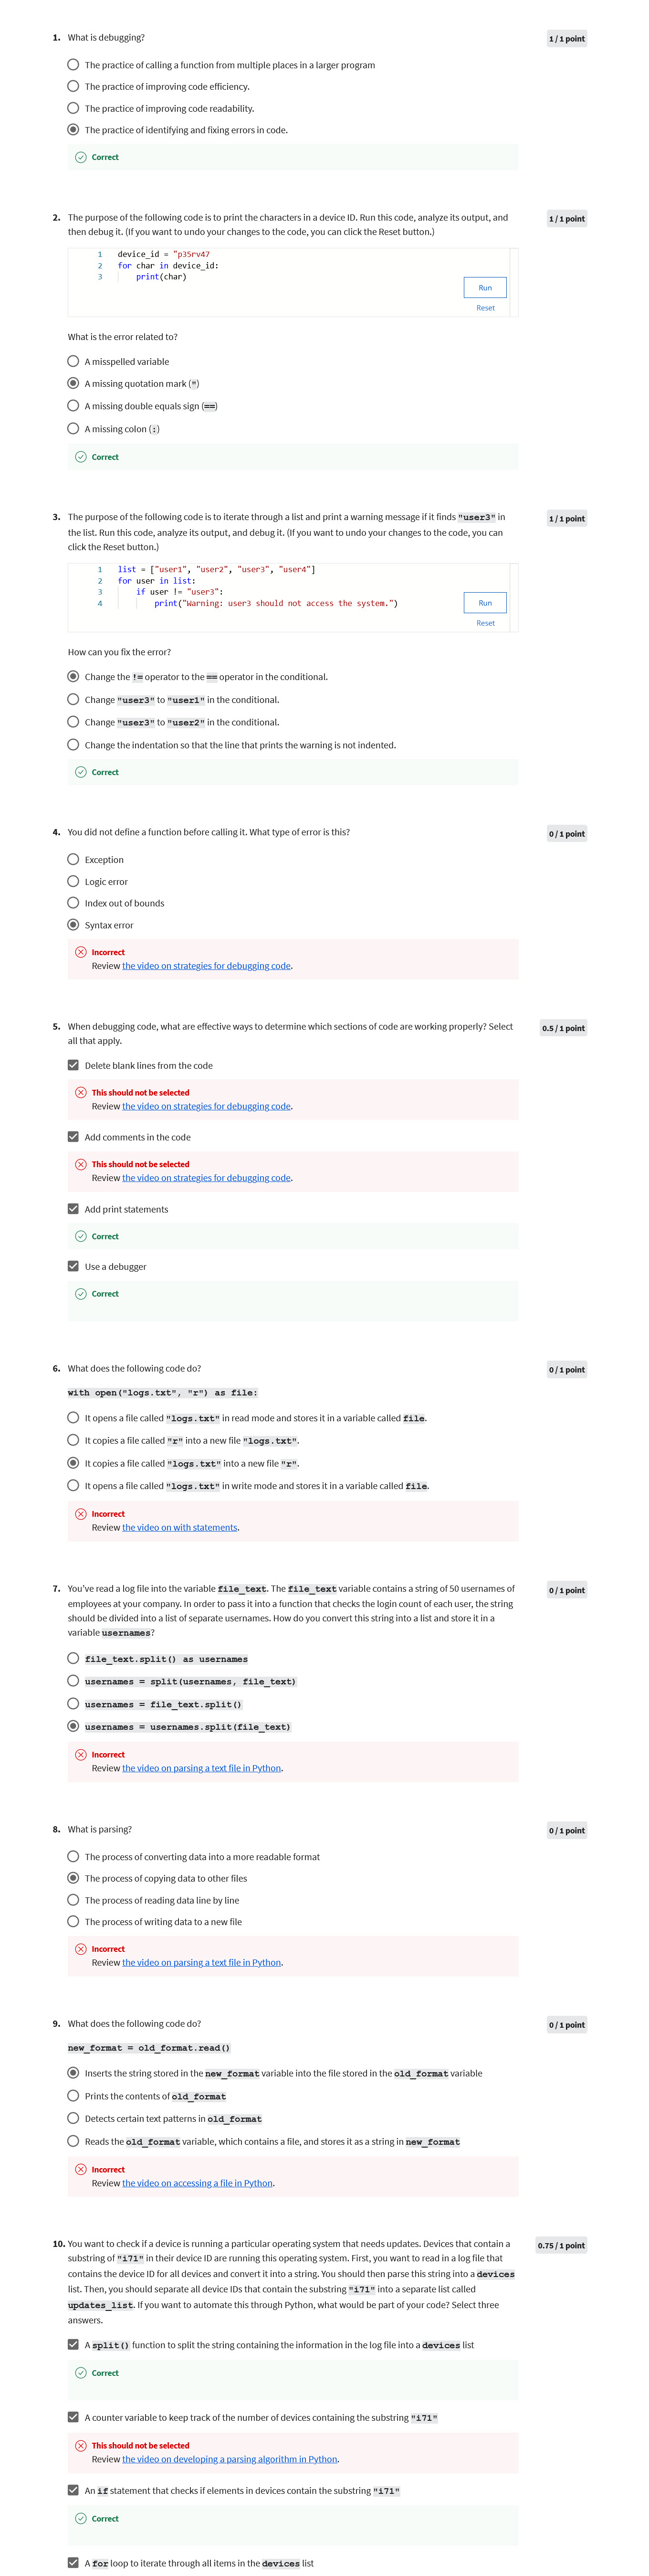 1. What is debugging?
1 / 1 point
The practice of calling a function from multiple places in a larger program
The practice of improving code efficiency.
The practice of improving code readability.
The practice of identifying and fixing errors in code.
Correct
2. The purpose of the following code is to print the characters in a device ID. Run this code, analyze its output, and
then debug it. (If you want to undo your changes to the code, you can click the Reset button.)
1 / 1 point
1 device_id = "p35rv47
2 for char in device_id:
3 print(char)
Run
Reset
What is the error related to?
A misspelled variable
A missing quotation mark (")
A missing double equals sign (==)
A missing colon (:)
Correct
3. The purpose of the following code is to iterate through a list and print a warning message if it finds "user3" in
the list. Run this code, analyze its output, and debug it. (If you want to undo your changes to the code, you can
click the Reset button.)
1 / 1 point
1 list = ["user1", "user2", "user3", "user4"]
2 for user in list:
3 if user != "user3":
4 print("Warning: user3 should not access the system.")
Run
Reset
How can you fix the error?
Change the != operator to the == operator in the conditional.
Change "user3" to "user1" in the conditional.
Change "user3" to "user2" in the conditional.
Change the indentation so that the line that prints the warning is not indented.
Correct
4. You did not define a function before calling it. What type of error is this?
0 / 1 point
Exception
Logic error
Index out of bounds
Syntax error
Incorrect
Review the video on strategies for debugging code.
5. When debugging code, what are effective ways to determine which sections of code are working properly? Select
all that apply.
0.5 / 1 point
Delete blank lines from the code
This should not be selected
Review the video on strategies for debugging code.
Add comments in the code
This should not be selected
Review the video on strategies for debugging code.
Add print statements
Correct
Use a debugger
Correct
6. What does the following code do?
0 / 1 point
with open("logs.txt", "r") as file:
It opens a file called "logs.txt" in read mode and stores it in a variable called file.
It copies a file called "r" into a new file "logs.txt".
It copies a file called "logs.txt" into a new file "r".
It opens a file called "logs.txt" in write mode and stores it in a variable called file.
Incorrect
Review the video on with statements.
7. You've read a log file into the variable file_text. The file_text variable contains a string of 50 usernames of
employees at your company. In order to pass it into a function that checks the login count of each user, the string
should be divided into a list of separate usernames. How do you convert this string into a list and store it in a
variable usernames?
0 / 1 point
file_text.split() as usernames
usernames = split(usernames, file_text)
usernames = file_text.split()
usernames = usernames.split(file_text)
Incorrect
Review the video on parsing a text file in Python.
8. What is parsing?
0 / 1 point
The process of converting data into a more readable format
The process of copying data to other files
The process of reading data line by line
The process of writing data to a new file
Incorrect
Review the video on parsing a text file in Python.
9. What does the following code do?
0 / 1 point
new_format = old_format.read()
Inserts the string stored in the new_format variable into the file stored in the old_format variable
Prints the contents of old_format
Detects certain text patterns in old_format
Reads the old_format variable, which contains a file, and stores it as a string in new_format
Incorrect
Review the video on accessing a file in Python.
10. You want to check if a device is running a particular operating system that needs updates. Devices that contain a
substring of "i71" in their device ID are running this operating system. First, you want to read in a log file that
contains the device ID for all devices and convert it into a string. You should then parse this string into a devices
list. Then, you should separate all device IDs that contain the substring "i71" into a separate list called
updates_list. If you want to automate this through Python, what would be part of your code? Select three
answers.
0.75 / 1 point
A split() function to split the string containing the information in the log file into a devices list
Correct
A counter variable to keep track of the number of devices containing the substring "i71"
This should not be selected
Review the video on developing a parsing algorithm in Python.
An if statement that checks if elements in devices contain the substring "i71"
Correct
A for loop to iterate through all items in the devices list